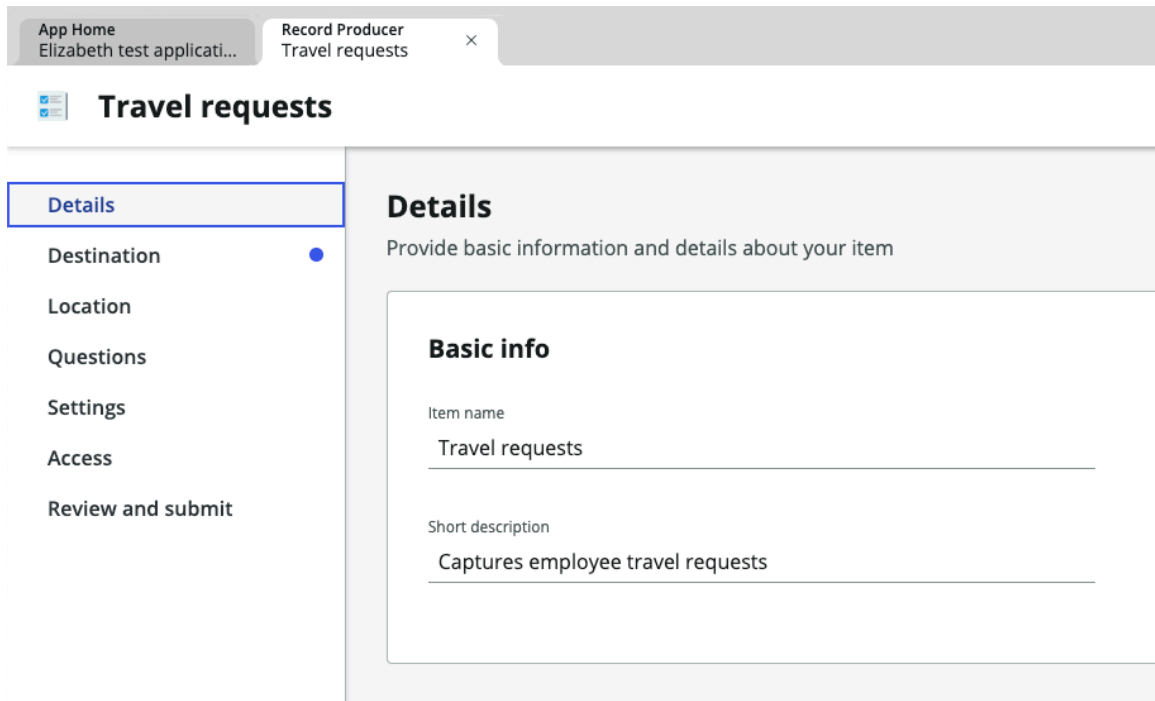 App Home
Elizabeth test applicati...
Record Producer
Travel requests
Travel requests
Details
Destination
Location
Questions
Settings
Access
Review and submit
Details
Provide basic information and details about your item
Basic info
Item name
Travel requests
Short description
Captures employee travel requests